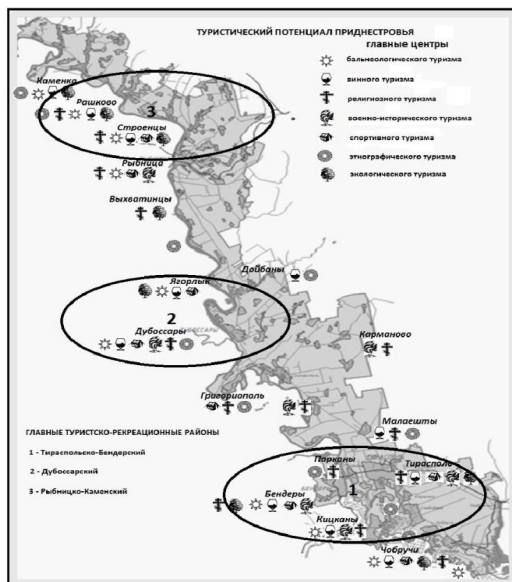 ТУРИСТИЧЕСКИЙ ПОТЕНЦИАЛ ПРИДНЕСТРОВЬЯ
главные центры
бальнеологического туризма
винного туризма
религиозного туризма
военно-исторического туризма
спортивного туризма
этнографического туризма
экологического туризма
Каменка
Рашково
3
Строенцы
Рыбница
Выхватинцы
Дойбаны
Ягорлык
2
Дубоссары
ДУБОССАРЫ
Карманово
Григориополь
Малаешты
ГЛАВНЫЕ ТУРИСТСКО-РЕКРЕАЦИОННЫЕ РАЙОНЫ
1 - Тираспольско-Бендерский
2 - Дубоссарский
3 - Рыбницко-Каменский
Парканы
Тирасполь
1
Бендеры
Кицканы
Чобручи